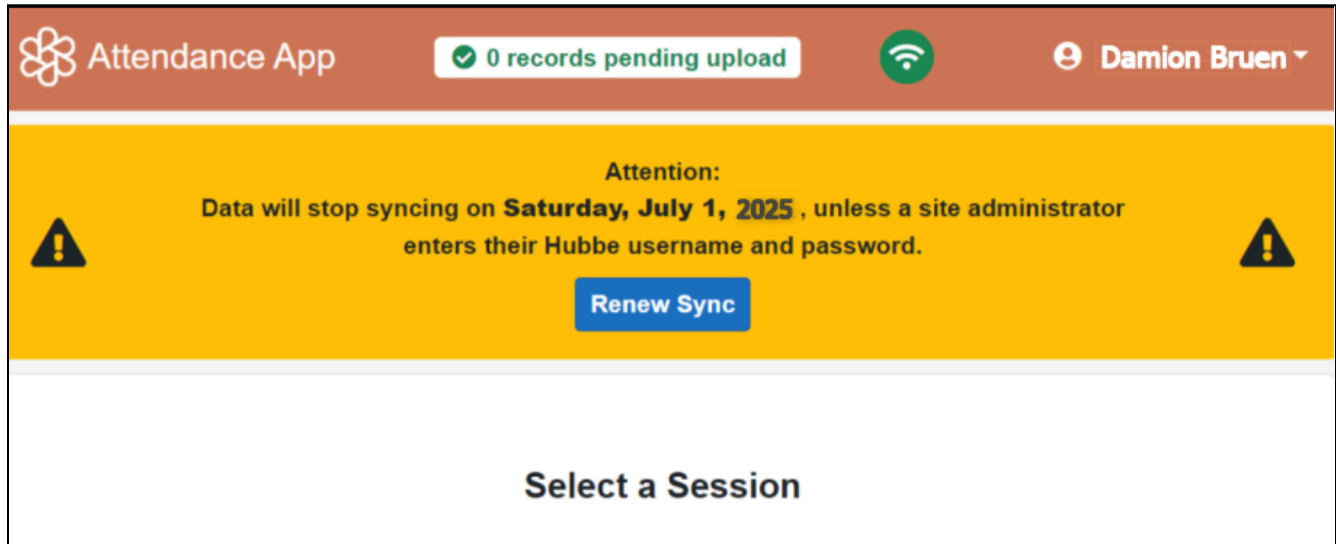 Attendance App
0 records pending upload
Damion Bruen
Attention:
Data will stop syncing on Saturday, July 1, 2025 , unless a site administrator
enters their Hubbe username and password.
Renew Sync
Select a Session